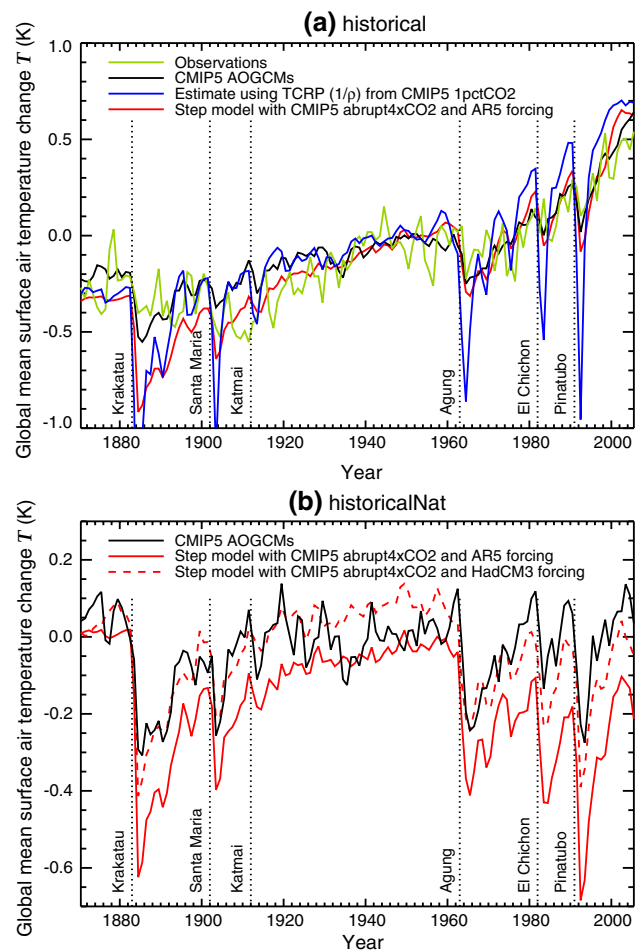 (a) historical
Global mean surface air temperature change T (K)
1.0
0.5
0.0
-0.5
-1.0
Observations
CMIP5 AOGCMs
Estimate using TCRP (1/ρ) from CMIP5 1pctCO2
Step model with CMIP5 abrupt4xCO2 and AR5 forcing
Krakatau
Santa Maria
Katmai
Agung
El Chichon
Pinatubo
1880
1900
1920
1940
1960
1980
2000
Year
(b) historicalNat
Global mean surface air temperature change T (K)
0.2
0.0
-0.2
-0.4
-0.6
CMIP5 AOGCMs
Step model with CMIP5 abrupt4xCO2 and AR5 forcing
Step model with CMIP5 abrupt4xCO2 and HadCM3 forcing
Krakatau
Santa Maria
Katmai
Agung
El Chichon
Pinatubo
1880
1900
1920
1940
1960
1980
2000
Year